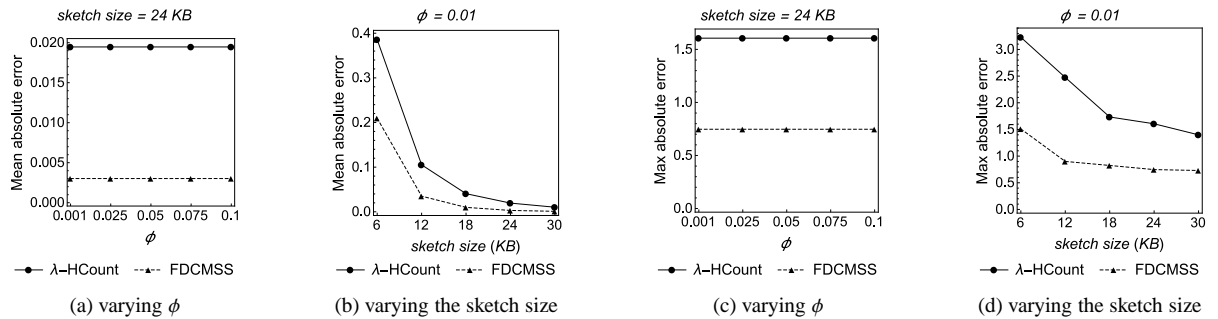 sketch size = 24 KB
Mean absolute error
0.020
0.015
0.010
0.005
0.000
0.001 0.025 0.05 0.075 0.1
ϕ
λ−HCount FDCMSS
(a) varying ϕ
ϕ = 0.01
Mean absolute error
0.4
0.3
0.2
0.1
0.0
6 12 18 24 30
sketch size (KB)
λ−HCount FDCMSS
(b) varying the sketch size
sketch size = 24 KB
Max absolute error
1.5
1.0
0.5
0.0
0.001 0.025 0.05 0.075 0.1
ϕ
λ−HCount FDCMSS
(c) varying ϕ
ϕ = 0.01
Max absolute error
3.0
2.5
2.0
1.5
1.0
0.5
0.0
6 12 18 24 30
sketch size (KB)
λ−HCount FDCMSS
(d) varying the sketch size